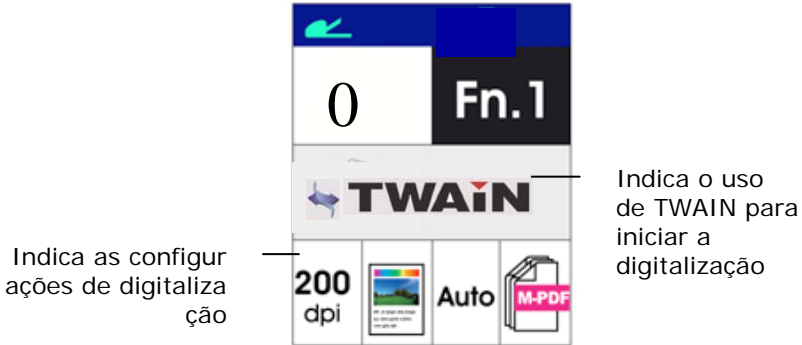 0
Fn.1
TWAIN
Indica o uso
de TWAIN para
iniciar a
digitalização
Indica as configur
ações de digitaliza
ção
200
dpi
Auto
M-PDF